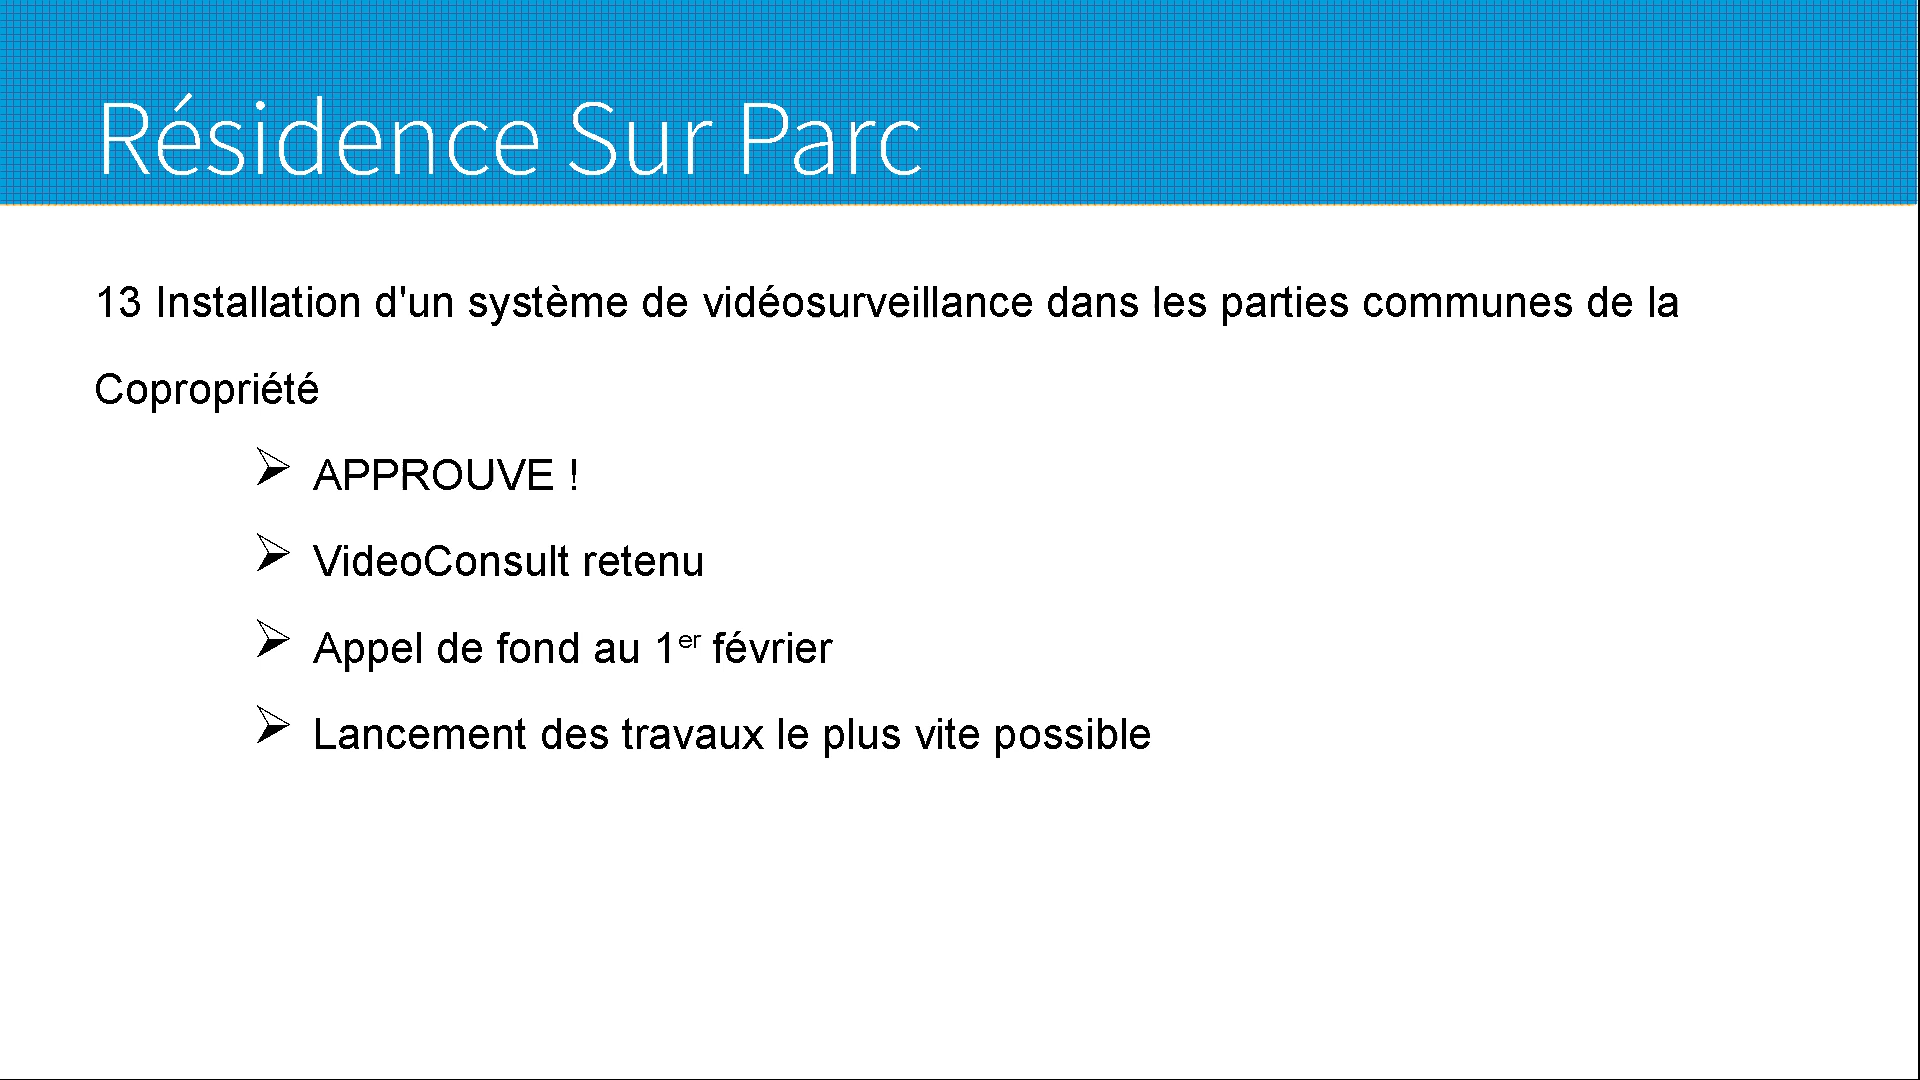 Résidence Sur Parc
13 Installation d'un système de vidéosurveillance dans les parties communes de la
Copropriété
➢ APPROUVE !
➢ VideoConsult retenu
➢ Appel de fond au 1er février
➢ Lancement des travaux le plus vite possible